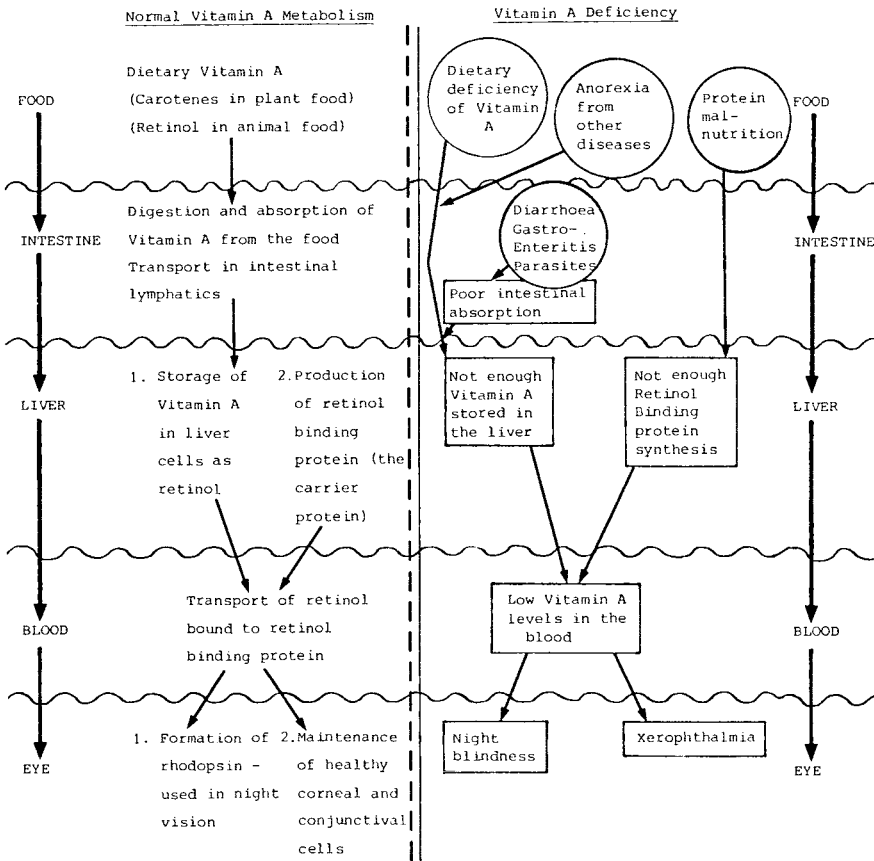 Normal Vitamin A Metabolism
Vitamin A Deficiency
FOOD
Dietary Vitamin A
(Carotenes in plant food)
(Retinol in animal food)
Dietary
deficiency
of Vitamin
A
Anorexia
from
other
diseases
Protein
mal-
nutrition
FOOD
INTESTINE
Digestion and absorption of
Vitamin A from the food
Transport in intestinal
lymphatics
Diarrhoea
Gastro-
Enteritis
Parasites
Poor intestinal
absorption
INTESTINE
LIVER
1. Storage of
Vitamin A
in liver
cells as
retinol
2. Production
of retinol
binding
protein (the
carrier
protein)
Not enough
Vitamin A
stored in
the liver
Not enough
Retinol
Binding
protein
synthesis
LIVER
BLOOD
Transport of retinol
bound to retinol
binding protein
Low Vitamin A
levels in the
blood
BLOOD
EYE
1. Formation of
rhodopsin -
used in night
vision
2. Maintenance
of healthy
corneal and
conjunctival
cells
Night
blindness
Xerophthalmia
EYE